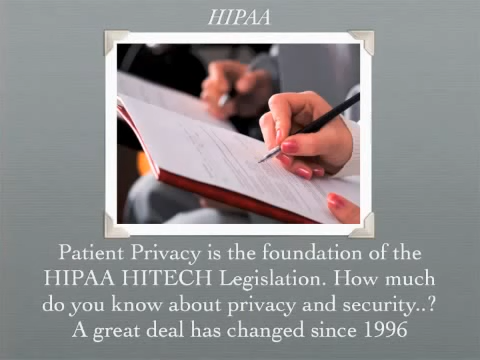 HIPAA
Patient Privacy is the foundation of the
HIPAA HITECH Legislation. How much
do you know about privacy and security..?
A great deal has changed since 1996